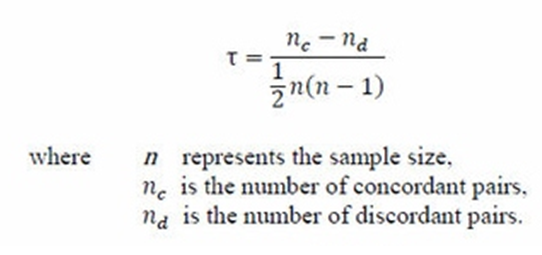 τ = n_c − n_d / ½n(n − 1)
where n represents the sample size,
n_c is the number of concordant pairs,
n_d is the number of discordant pairs.